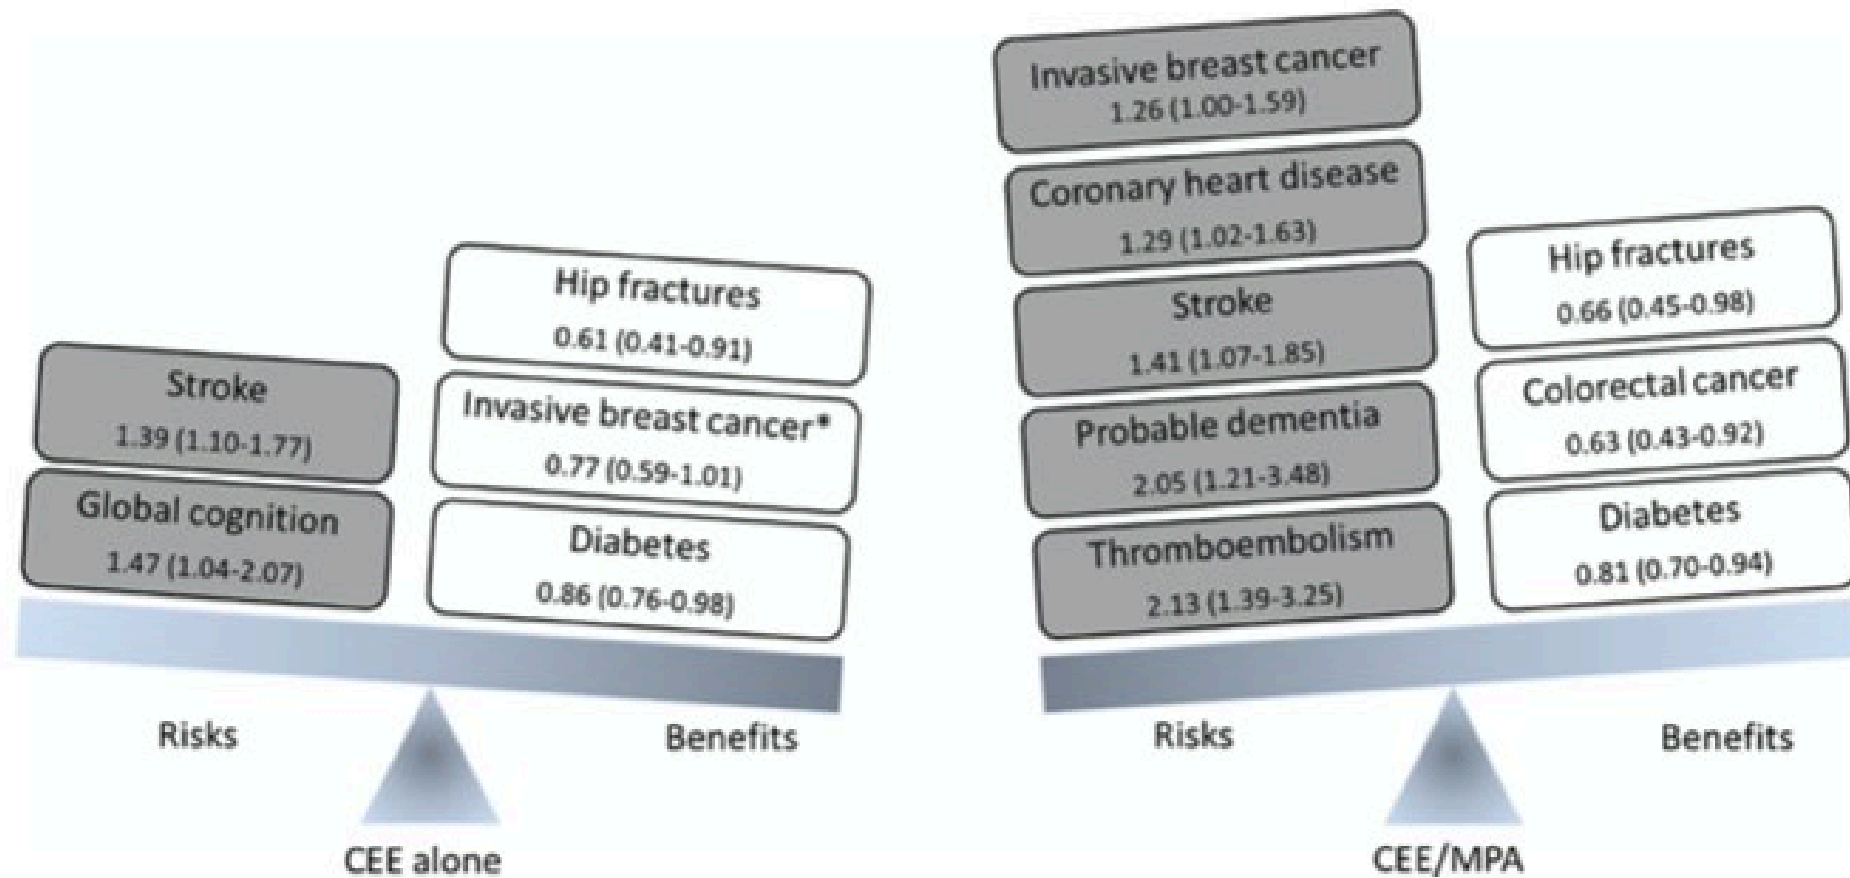 Stroke
1.39 (1.10-1.77)
Global cognition
1.47 (1.04-2.07)
Hip fractures
0.61 (0.41-0.91)
Invasive breast cancer*
0.77 (0.59-1.01)
Diabetes
0.86 (0.76-0.98)
Risks
Benefits
CEE alone
Invasive breast cancer
1.26 (1.00-1.59)
Coronary heart disease
1.29 (1.02-1.63)
Stroke
1.41 (1.07-1.85)
Probable dementia
2.05 (1.21-3.48)
Thromboembolism
2.13 (1.39-3.25)
Hip fractures
0.66 (0.45-0.98)
Colorectal cancer
0.63 (0.43-0.92)
Diabetes
0.81 (0.70-0.94)
Risks
Benefits
CEE/MPA